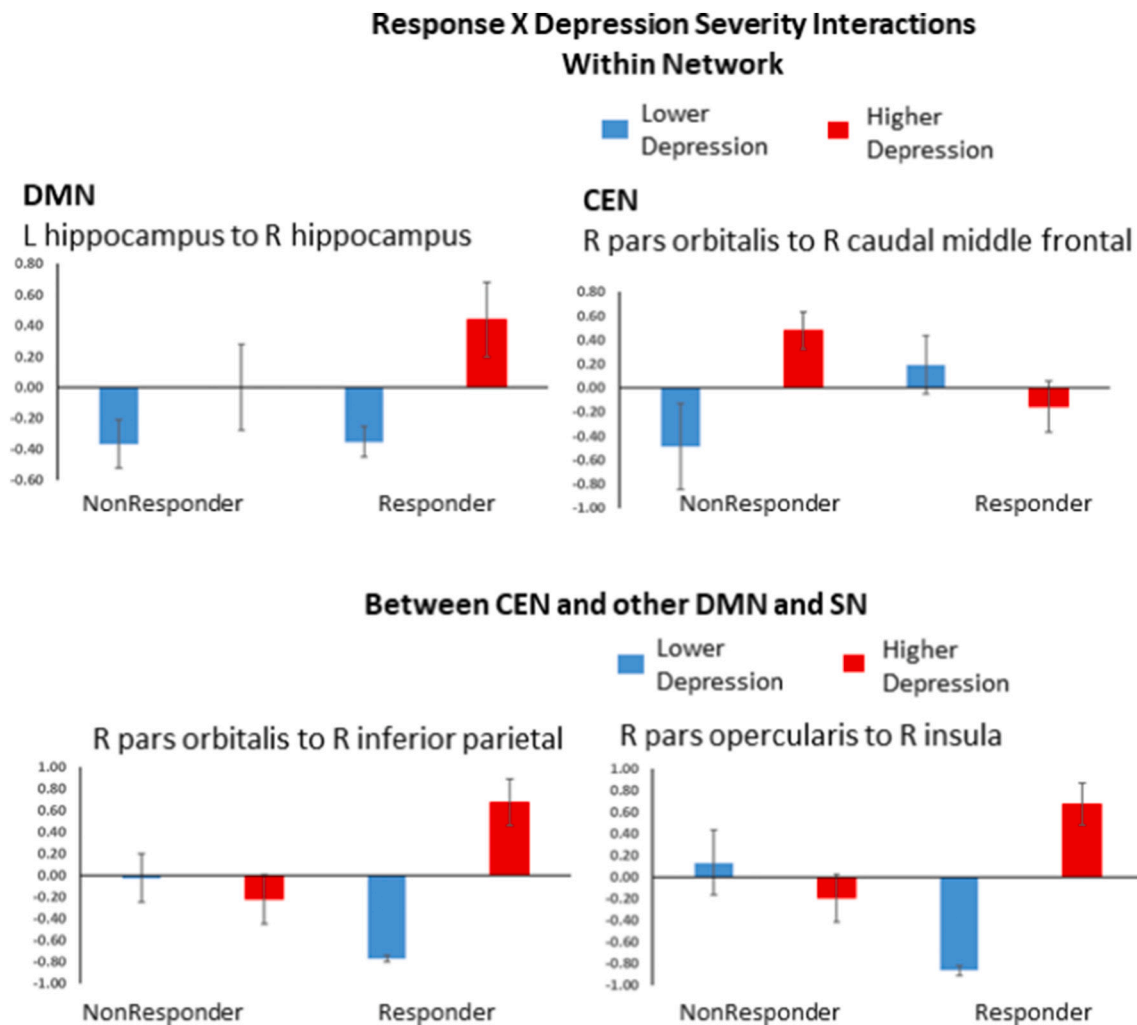 Response X Depression Severity Interactions
Within Network
Lower
Depression
Higher
Depression
DMN
L hippocampus to R hippocampus
0.80
0.60
0.40
0.20
0.00
-0.20
-0.40
-0.60
NonResponder
Responder
CEN
R pars orbitalis to R caudal middle frontal
0.80
0.60
0.40
0.20
0.00
-0.20
-0.40
-0.60
-0.80
-1.00
NonResponder
Responder
Between CEN and other DMN and SN
Lower
Depression
Higher
Depression
R pars orbitalis to R inferior parietal
1.00
0.80
0.60
0.40
0.20
0.00
-0.20
-0.40
-0.60
-0.80
-1.00
NonResponder
Responder
R pars opercularis to R insula
1.00
0.80
0.60
0.40
0.20
0.00
-0.20
-0.40
-0.60
-0.80
-1.00
NonResponder
Responder